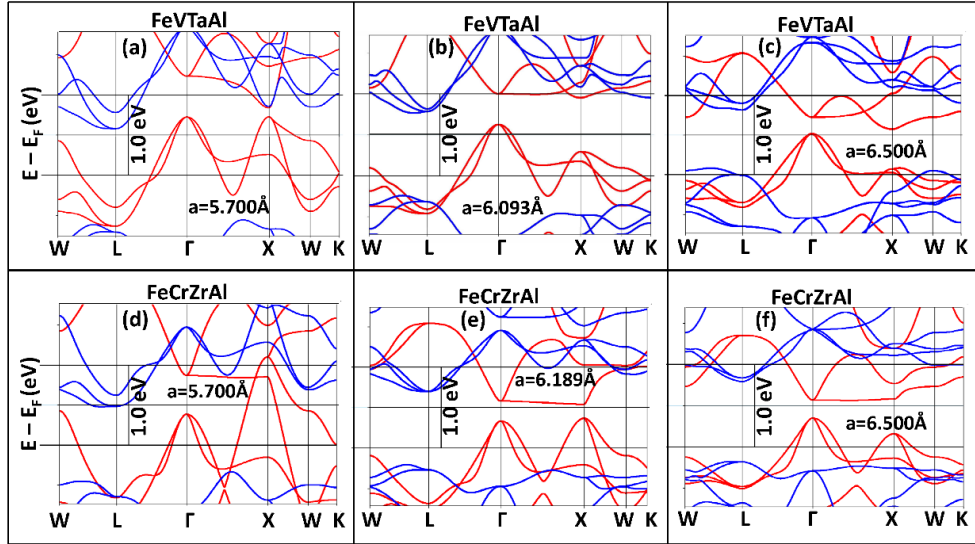 FeVTaAl
(a)
E – E_F (eV)
1.0 eV
a=5.700Å
W L Γ X W K
FeVTaAl
(b)
1.0 eV
a=6.093Å
W L Γ X W K
FeVTaAl
(c)
1.0 eV
a=6.500Å
W L Γ X W K
FeCrZrAl
(d)
E – E_F (eV)
a=5.700Å
1.0 eV
W L Γ X W K
FeCrZrAl
(e)
a=6.189Å
1.0 eV
W L Γ X W K
FeCrZrAl
(f)
1.0 eV
a=6.500Å
W L Γ X W K